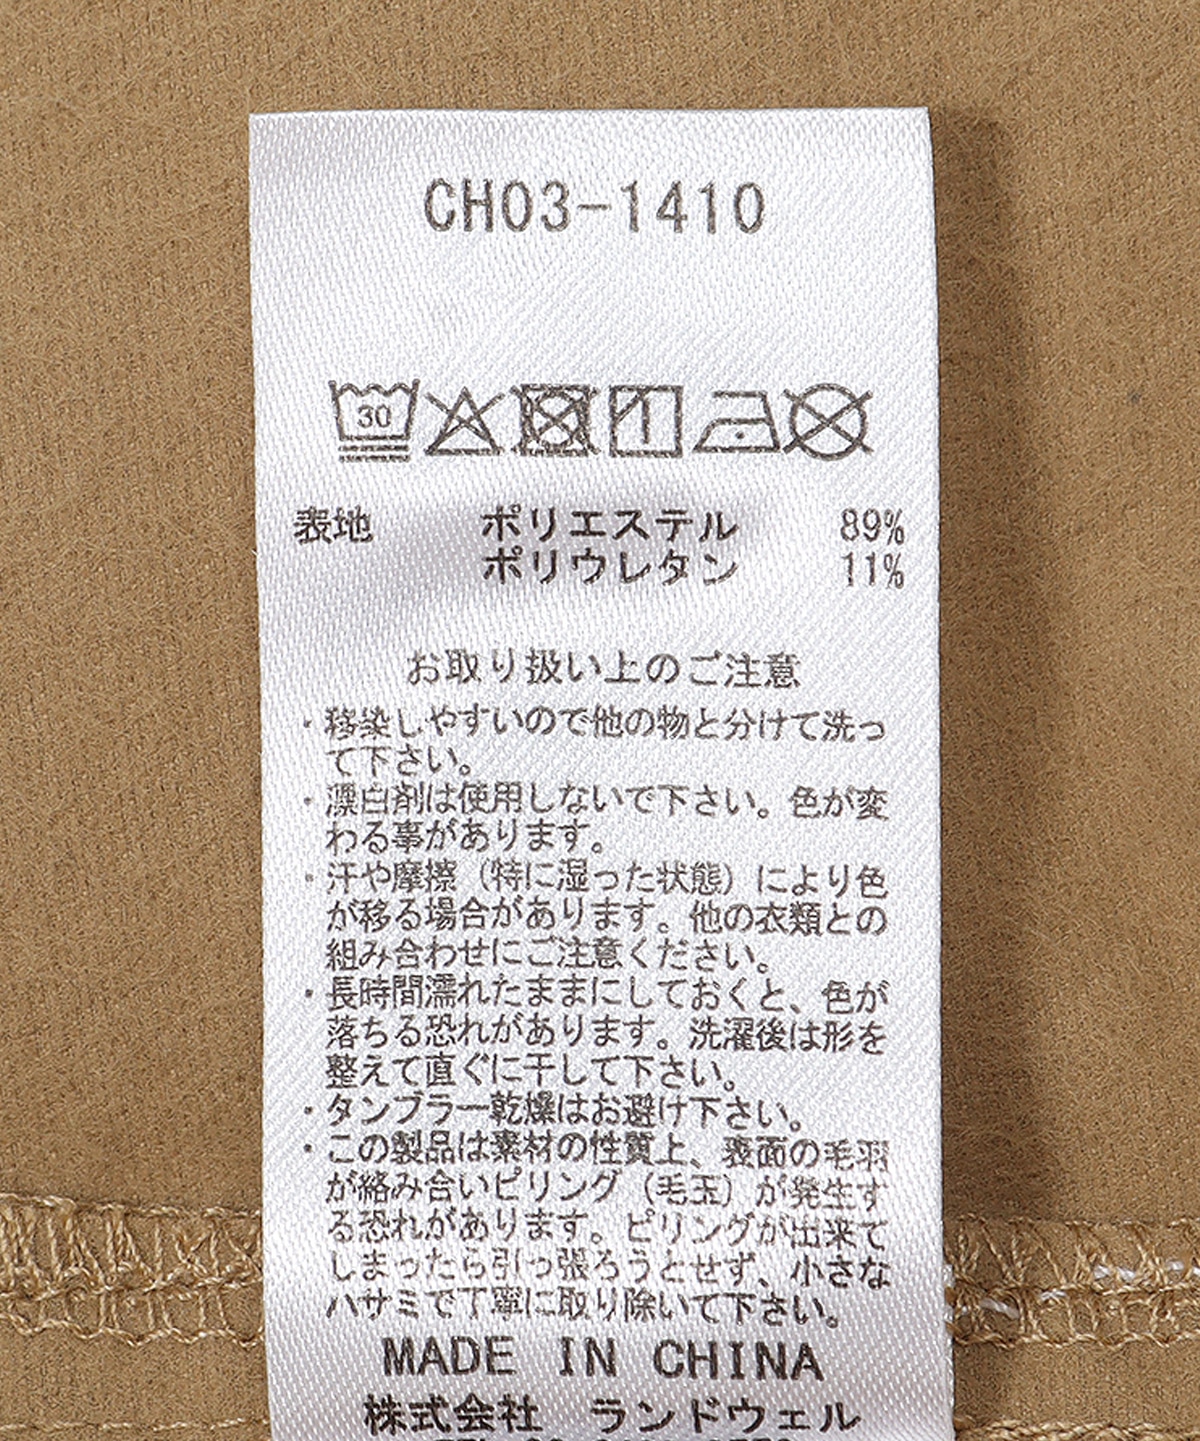 CH03-1410
30
表地 ポリエステル 89%
ポリウレタン 11%
お取り扱い上のご注意
・移染しやすいので他の物と分けて洗っ
て下さい。
・漂白剤は使用しないで下さい。色が変
わる事があります。
・汗や摩擦（特に湿った状態）により色
が移る場合があります。他の衣類との
組み合わせにご注意ください。
・長時間濡れたままにしておくと、色が
落ちる恐れがあります。洗濯後は形を
整えて直ぐに干して下さい。
・タンブラー乾燥はお避け下さい。
・この製品は素材の性質上、表面の毛羽
が絡み合いピリング（毛玉）が発生す
る恐れがあります。ピリングが出来て
しまったら引っ張ろうとせず、小さな
ハサミで丁寧に取り除いて下さい。
MADE IN CHINA
株式会社 ランドウェル